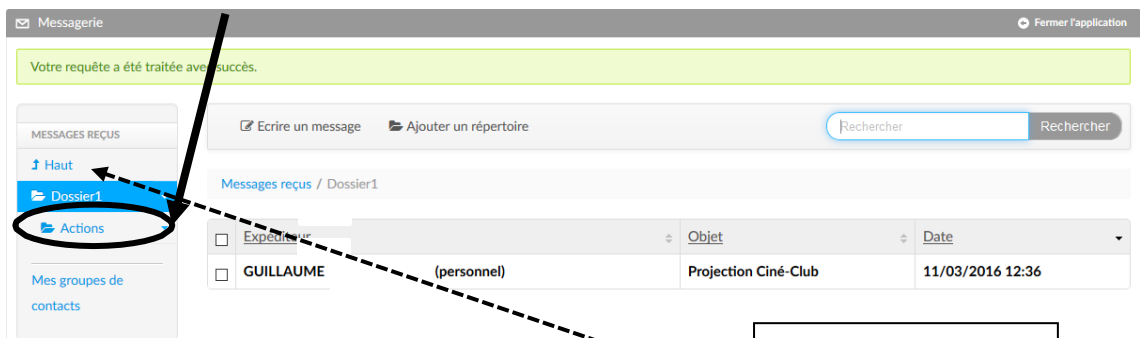 Messagerie
Fermer l'application
Votre requête a été traitée avec succès.
MESSAGES REÇUS
Ecrire un message
Ajouter un répertoire
Rechercher
Rechercher
Haut
Dossier1
Messages reçus / Dossier1
Actions
Expéditeur
Objet
Date
GUILLAUME (personnel)
Projection Ciné-Club
11/03/2016 12:36
Mes groupes de
contacts